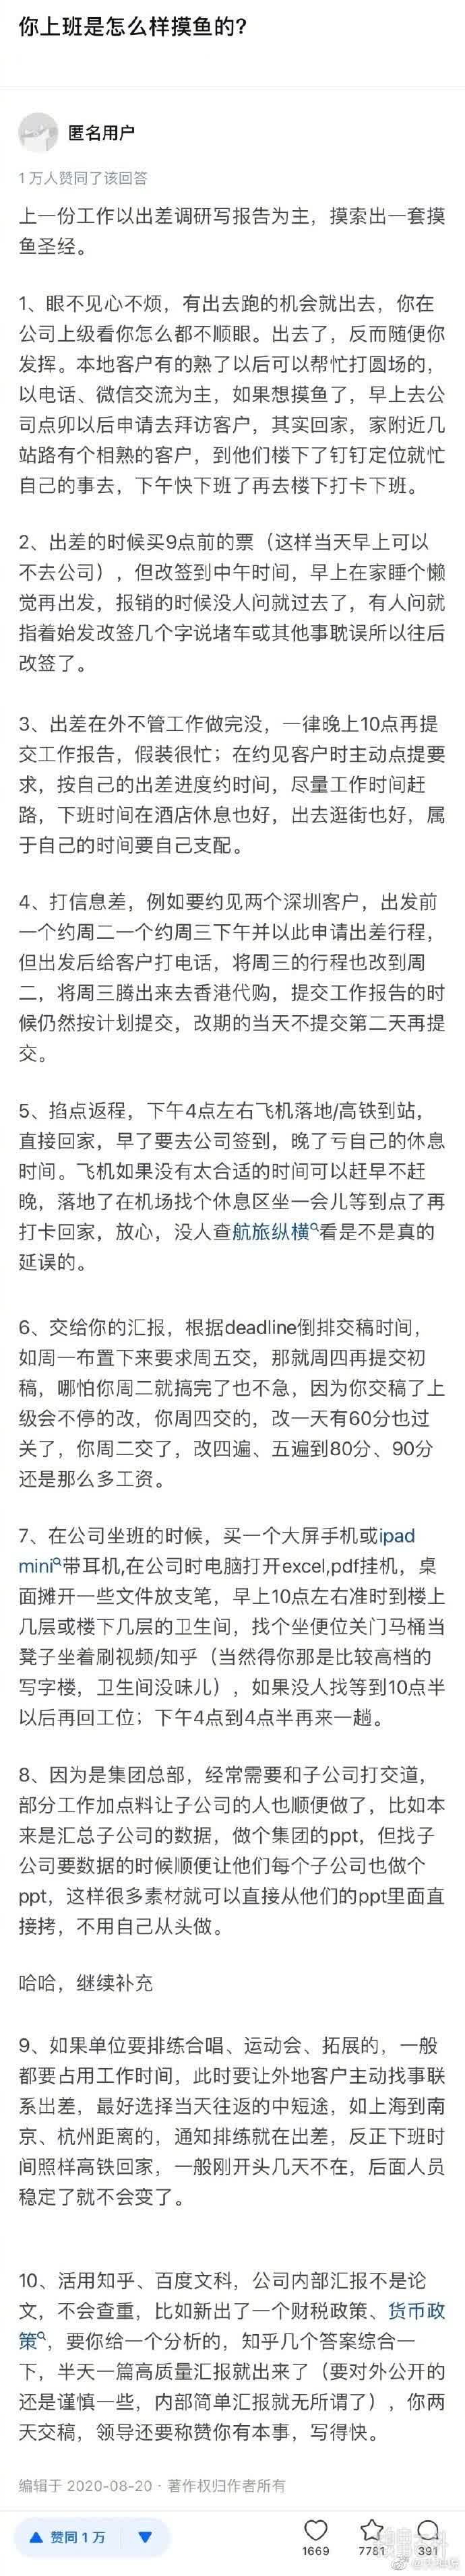 你上班是怎么样摸鱼的?
匿名用户
1 万人赞同了该回答
上一份工作以出差调研写报告为主，摸索出一套摸
鱼圣经。
1、眼不见心不烦，有出去跑的机会就出去，你在
公司上级看你怎么都不顺眼。出去了，反而随便你
发挥。本地客户有的熟了以后可以帮忙打圆场的，
以电话、微信交流为主，如果想摸鱼了，早上去公
司点卯以后申请去拜访客户，其实回家，家附近几
站路有个相熟的客户，到他们楼下了钉钉定位就忙
自己的事去，下午快下班了再去楼下打卡下班。
2、出差的时候买9点前的票（这样当天早上可以
不去公司），但改签到中午时间，早上在家睡个懒
觉再出发，报销的时候没人问就过去了，有人问就
指着始发改签几个字说堵车或其他事耽误所以往后
改签了。
3、出差在外不管工作做完没，一律晚上10点再提
交工作报告，假装很忙；在约见客户时主动点提要
求，按自己的出差进度约时间，尽量工作时间赶
路，下班时间在酒店休息也好，出去逛街也好，属
于自己的时间要自己支配。
4、打信息差，例如要约见两个深圳客户，出发前
一个约周二一个约周三下午并以此申请出差行程，
但出发后给客户打电话，将周三的行程也改到周
二，将周三腾出来去香港代购，提交工作报告的时
候仍然按计划提交，改期的当天不提交第二天再提
交。
5、掐点返程，下午4点左右飞机落地/高铁到站，
直接回家，早了要去公司签到，晚了亏自己的休息
时间。飞机如果没有太合适的时间可以赶早不赶
晚，落地了在机场找个休息区坐一会儿等到点了再
打卡回家，放心，没人查航旅纵横看是不是真的
延误的。
6、交给你的汇报，根据deadline倒排交稿时间，
如周一布置下来要求周五交，那就周四再提交初
稿，哪怕你周二就搞完了也不急，因为你交稿了上
级会不停的改，你周四交的，改一天有60分也过
关了，你周二交了，改四遍、五遍到80分、90分
还是那么多工资。
7、在公司坐班的时候，买一个大屏手机或ipad
mini带耳机,在公司时电脑打开excel,pdf挂机，桌
面摊开一些文件放支笔，早上10点左右准时到楼上
几层或楼下几层的卫生间，找个坐便位关门马桶当
凳子坐着刷视频/知乎（当然得你那是比较高档的
写字楼，卫生间没味儿），如果没人找等到10点半
以后再回工位；下午4点到4点半再来一趟。
8、因为是集团总部，经常需要和子公司打交道，
部分工作加点料让子公司的人也顺便做了，比如本
来是汇总子公司的数据，做个集团的ppt，但找子
公司要数据的时候顺便让他们每个子公司也做个
ppt，这样很多素材就可以直接从他们的ppt里面直
接拷，不用自己从头做。
哈哈，继续补充
9、如果单位要排练合唱、运动会、拓展的，一般
都要占用工作时间，此时要让外地客户主动找事联
系出差，最好选择当天往返的中短途，如上海到南
京、杭州距离的，通知排练就在出差，反正下班时
间照样高铁回家，一般刚开头几天不在，后面人员
稳定了就不会变了。
10、活用知乎、百度文科，公司内部汇报不是论
文，不会查重，比如新出了一个财税政策、货币政
策，要你给一个分析的，知乎几个答案综合一
下，半天一篇高质量汇报就出来了（要对外公开的
还是谨慎一些，内部简单汇报就无所谓了），你两
天交稿，领导还要称赞你有本事，写得快。
编辑于 2020-08-20 · 著作权归作者所有
赞同 1 万
1669
7781
391